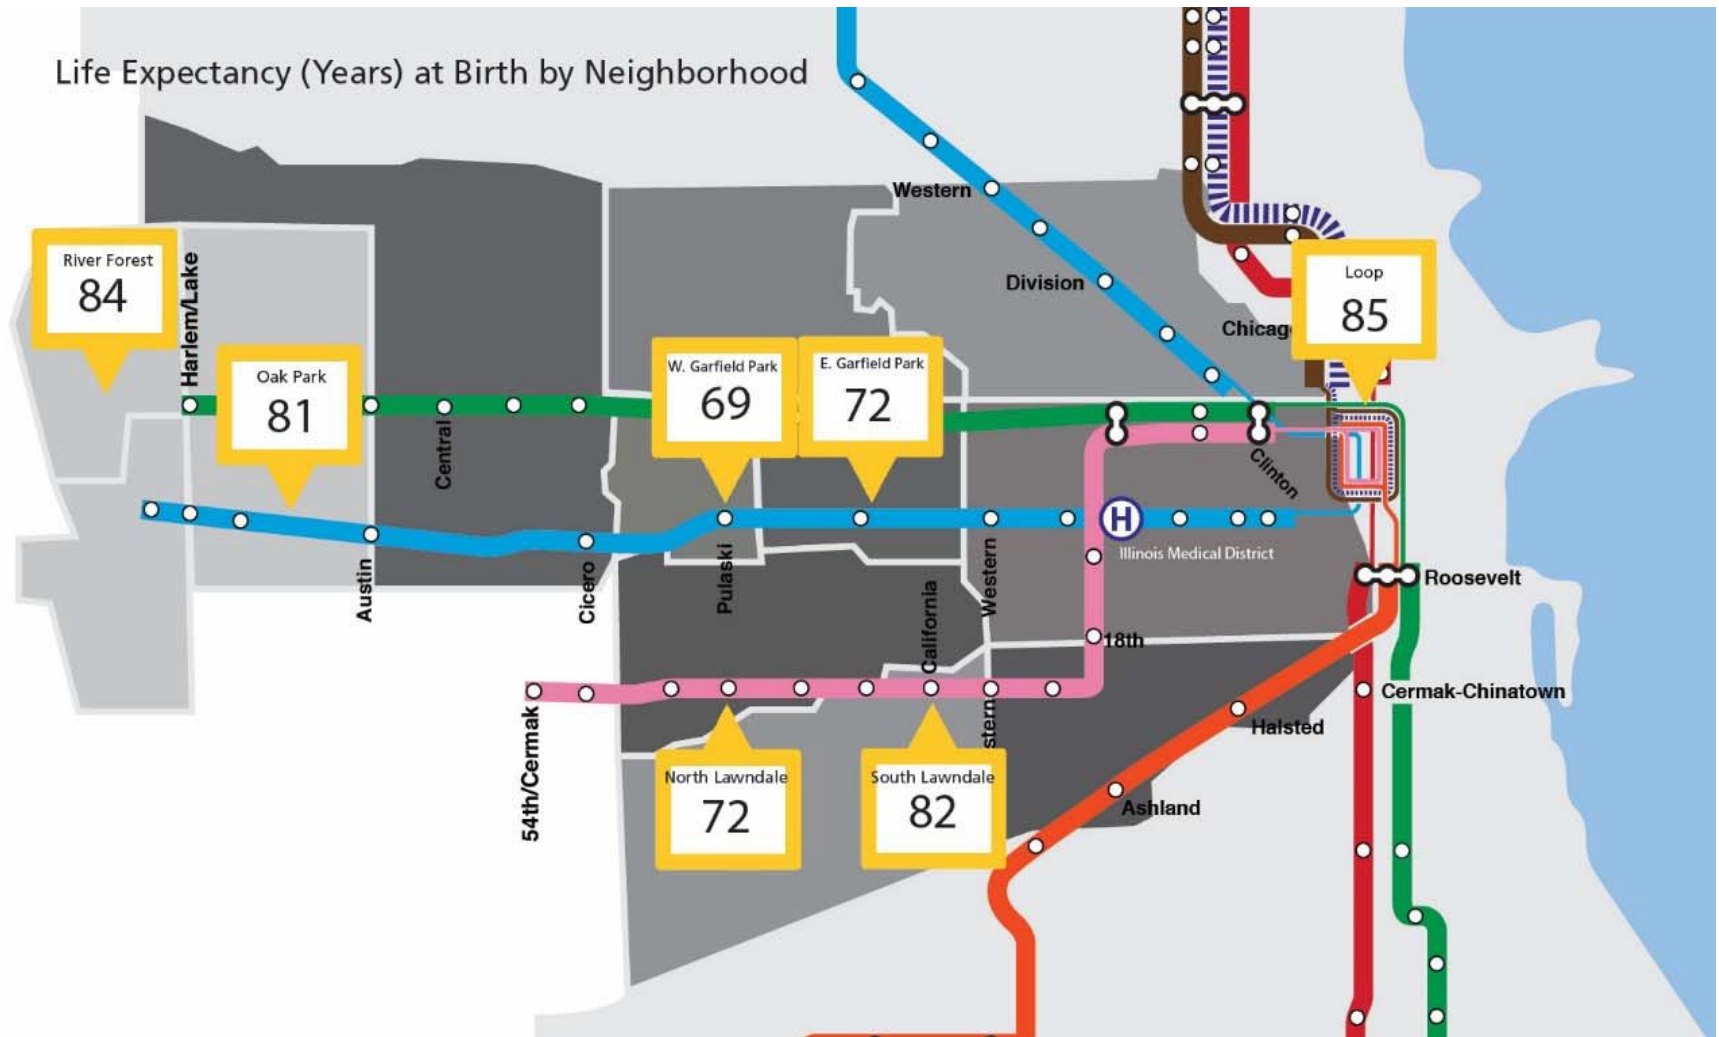 Life Expectancy (Years) at Birth by Neighborhood
Western
Division
River Forest
84
Harlem/Lake
Loop
85
Chicag
Oak Park
81
W. Garfield Park
69
E. Garfield Park
72
Central
Clinton
H
Illinois Medical District
Austin
Cicero
Pulaski
California
Western
Roosevelt
18th
54th/Cermak
stern
Cermak-Chinatown
Halsted
North Lawndale
72
South Lawndale
82
Ashland